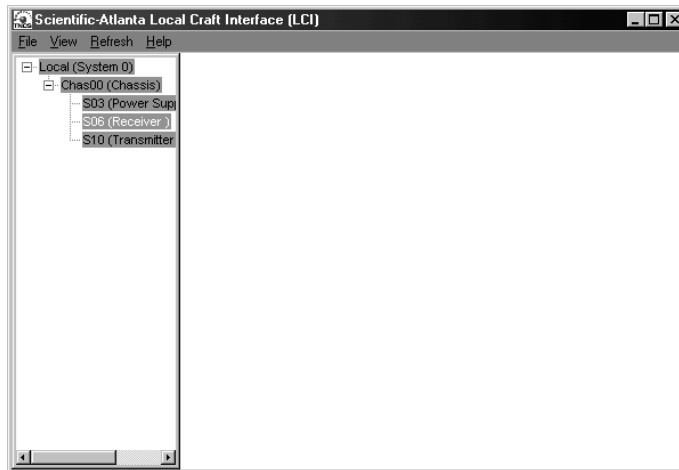 Scientific-Atlanta Local Craft Interface (LCI)
File View Refresh Help
Local (System 0)
Chas00 (Chassis)
S03 (Power Sup
S06 (Receiver )
S10 (Transmitter